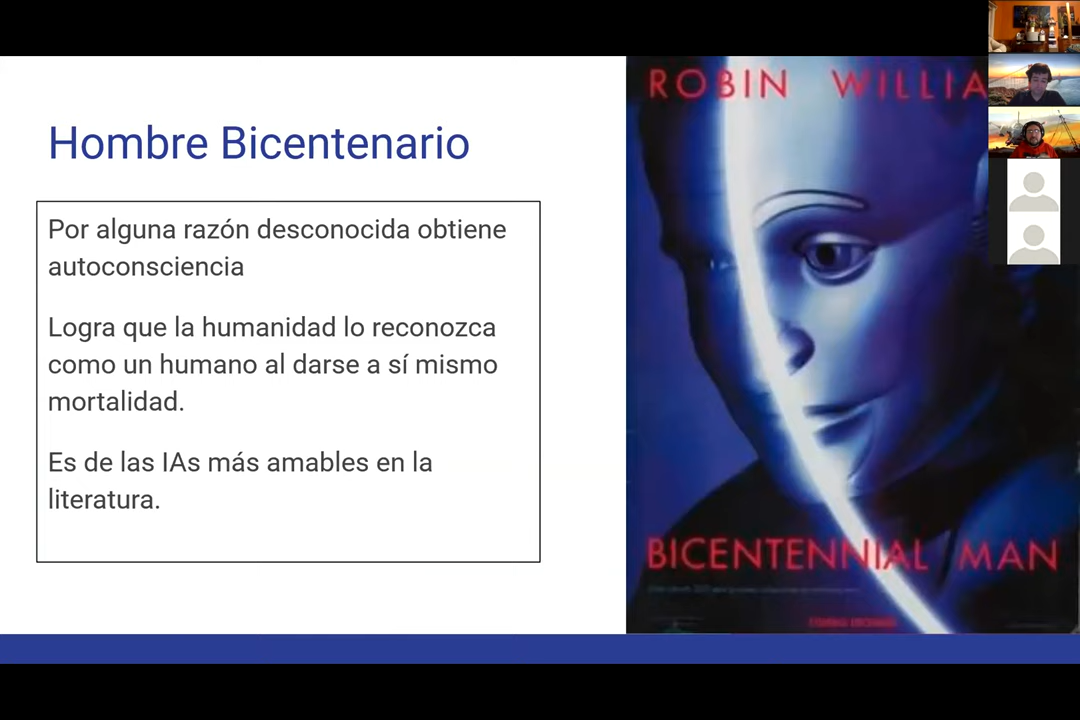 Hombre Bicentenario
Por alguna razón desconocida obtiene
autoconsciencia
Logra que la humanidad lo reconozca
como un humano al darse a sí mismo
mortalidad.
Es de las IAs más amables en la
literatura.
ROBIN WILLIA
BICENTENNIAL MAN